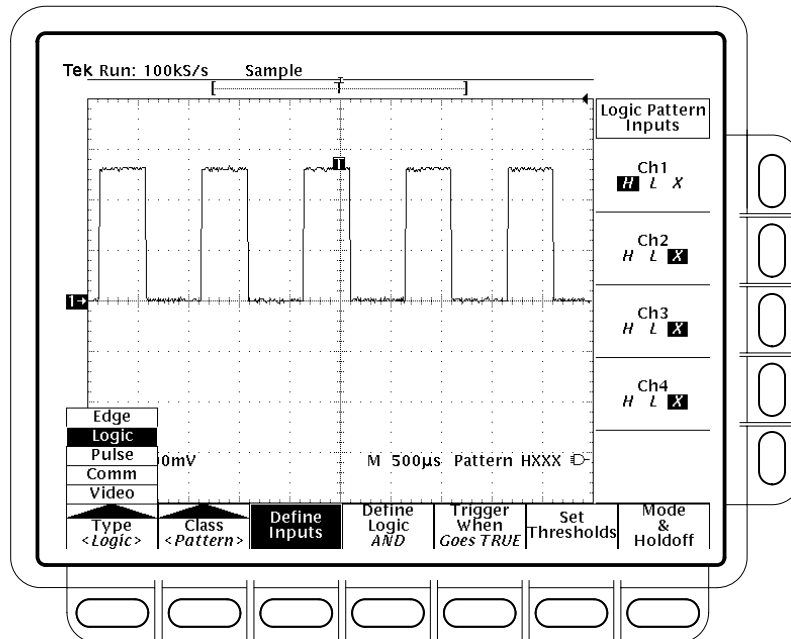 Tek Run: 100kS/s Sample
[ T ]
Logic Pattern
Inputs
Ch1
H L X
T
Ch2
H L X
1→
Ch3
H L X
Ch4
H L X
Edge
Logic
Pulse
Comm
Video
0mV M 500µs Pattern HXXX
Type
<Logic>
Class
<Pattern>
Define
Inputs
Define
Logic
AND
Trigger
When
Goes TRUE
Set
Thresholds
Mode
&
Holdoff